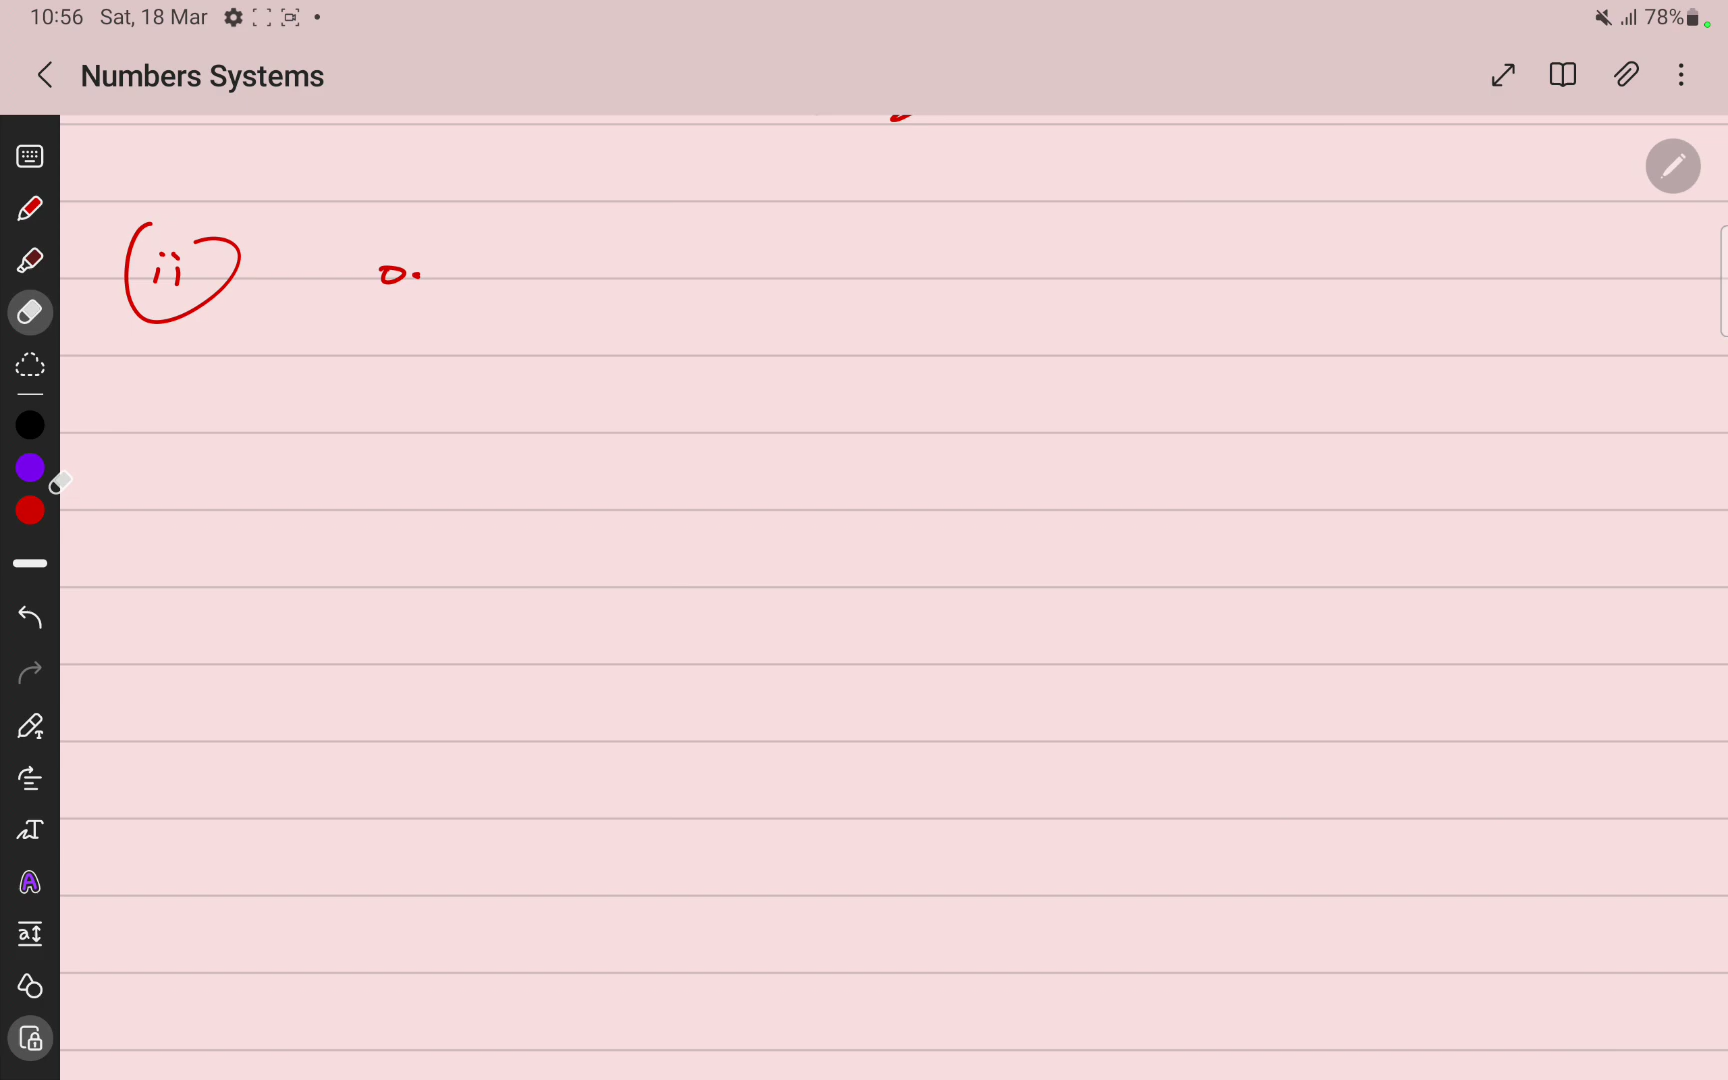 10:56 Sat, 18 Mar 78%
Numbers Systems
(ii) 0.